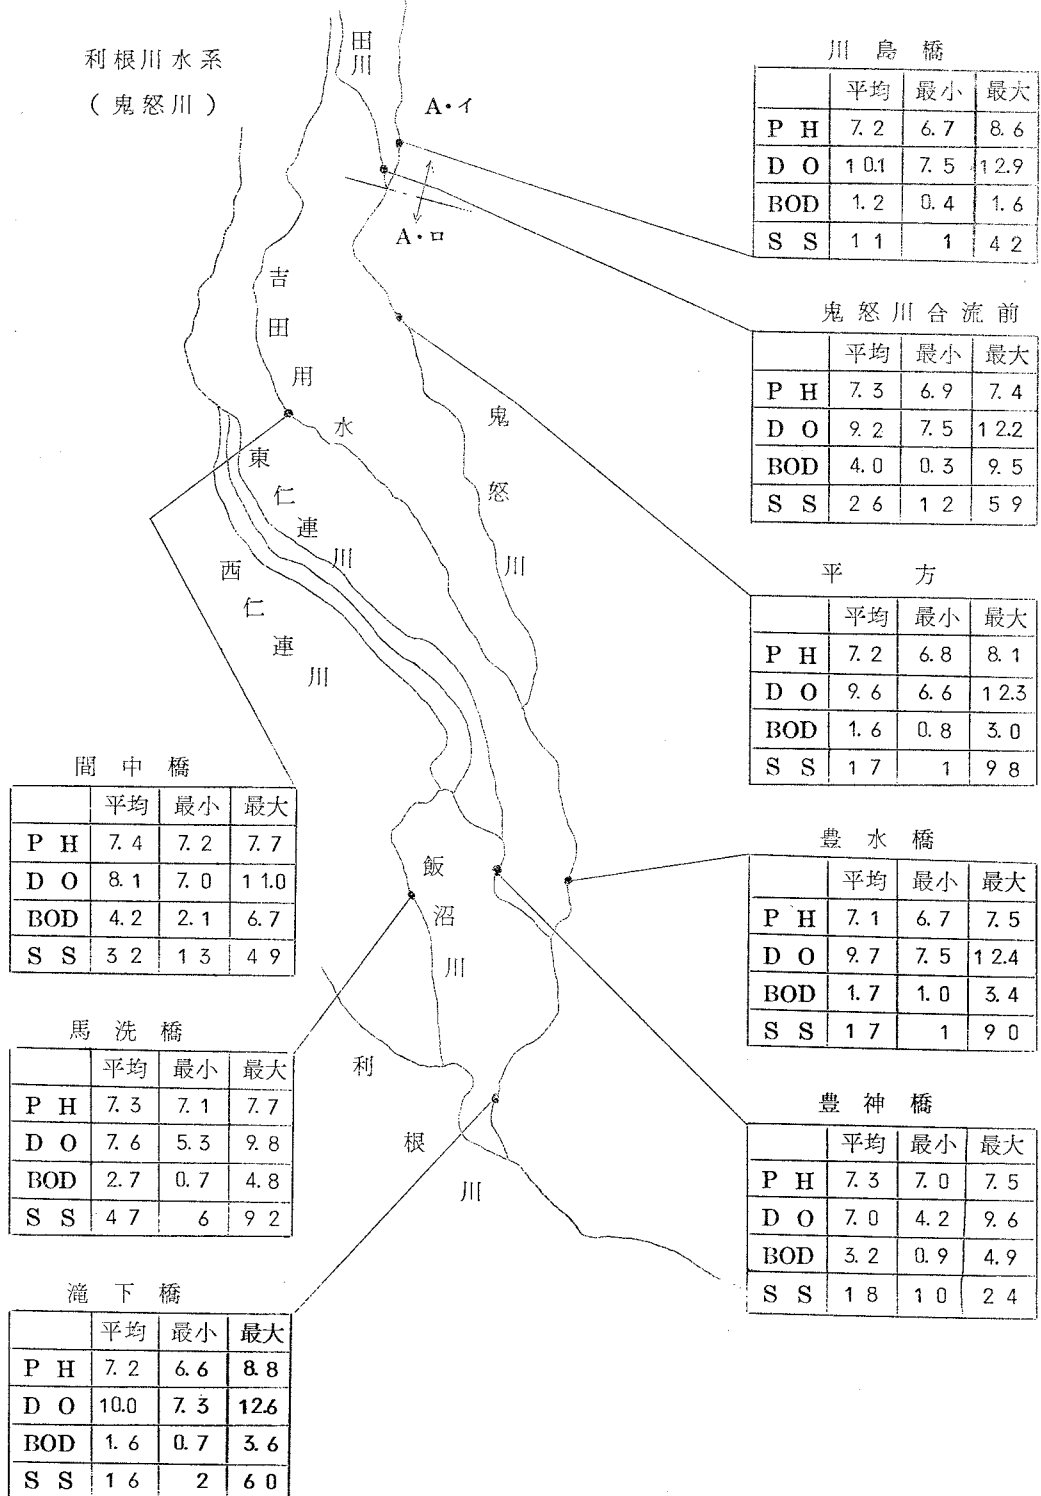 利根川水系
（鬼怒川）
田川
A・イ
A・ロ
吉田用水
東仁連川
西仁連川
鬼怒川
飯沼川
利根川
川島橋
平均 最小 最大
PH 7.2 6.7 8.6
DO 10.1 7.5 12.9
BOD 1.2 0.4 1.6
SS 11 1 42
鬼怒川合流前
平均 最小 最大
PH 7.3 6.9 7.4
DO 9.2 7.5 12.2
BOD 4.0 0.3 9.5
SS 26 12 59
平方
平均 最小 最大
PH 7.2 6.8 8.1
DO 9.6 6.6 12.3
BOD 1.6 0.8 3.0
SS 17 1 98
豊水橋
平均 最小 最大
PH 7.1 6.7 7.5
DO 9.7 7.5 12.4
BOD 1.7 1.0 3.4
SS 17 1 90
豊神橋
平均 最小 最大
PH 7.3 7.0 7.5
DO 7.0 4.2 9.6
BOD 3.2 0.9 4.9
SS 18 10 24
間中橋
平均 最小 最大
PH 7.4 7.2 7.7
DO 8.1 7.0 11.0
BOD 4.2 2.1 6.7
SS 32 13 49
馬洗橋
平均 最小 最大
PH 7.3 7.1 7.7
DO 7.6 5.3 9.8
BOD 2.7 0.7 4.8
SS 47 6 92
滝下橋
平均 最小 最大
PH 7.2 6.6 8.8
DO 10.0 7.3 12.6
BOD 1.6 0.7 3.6
SS 16 2 60